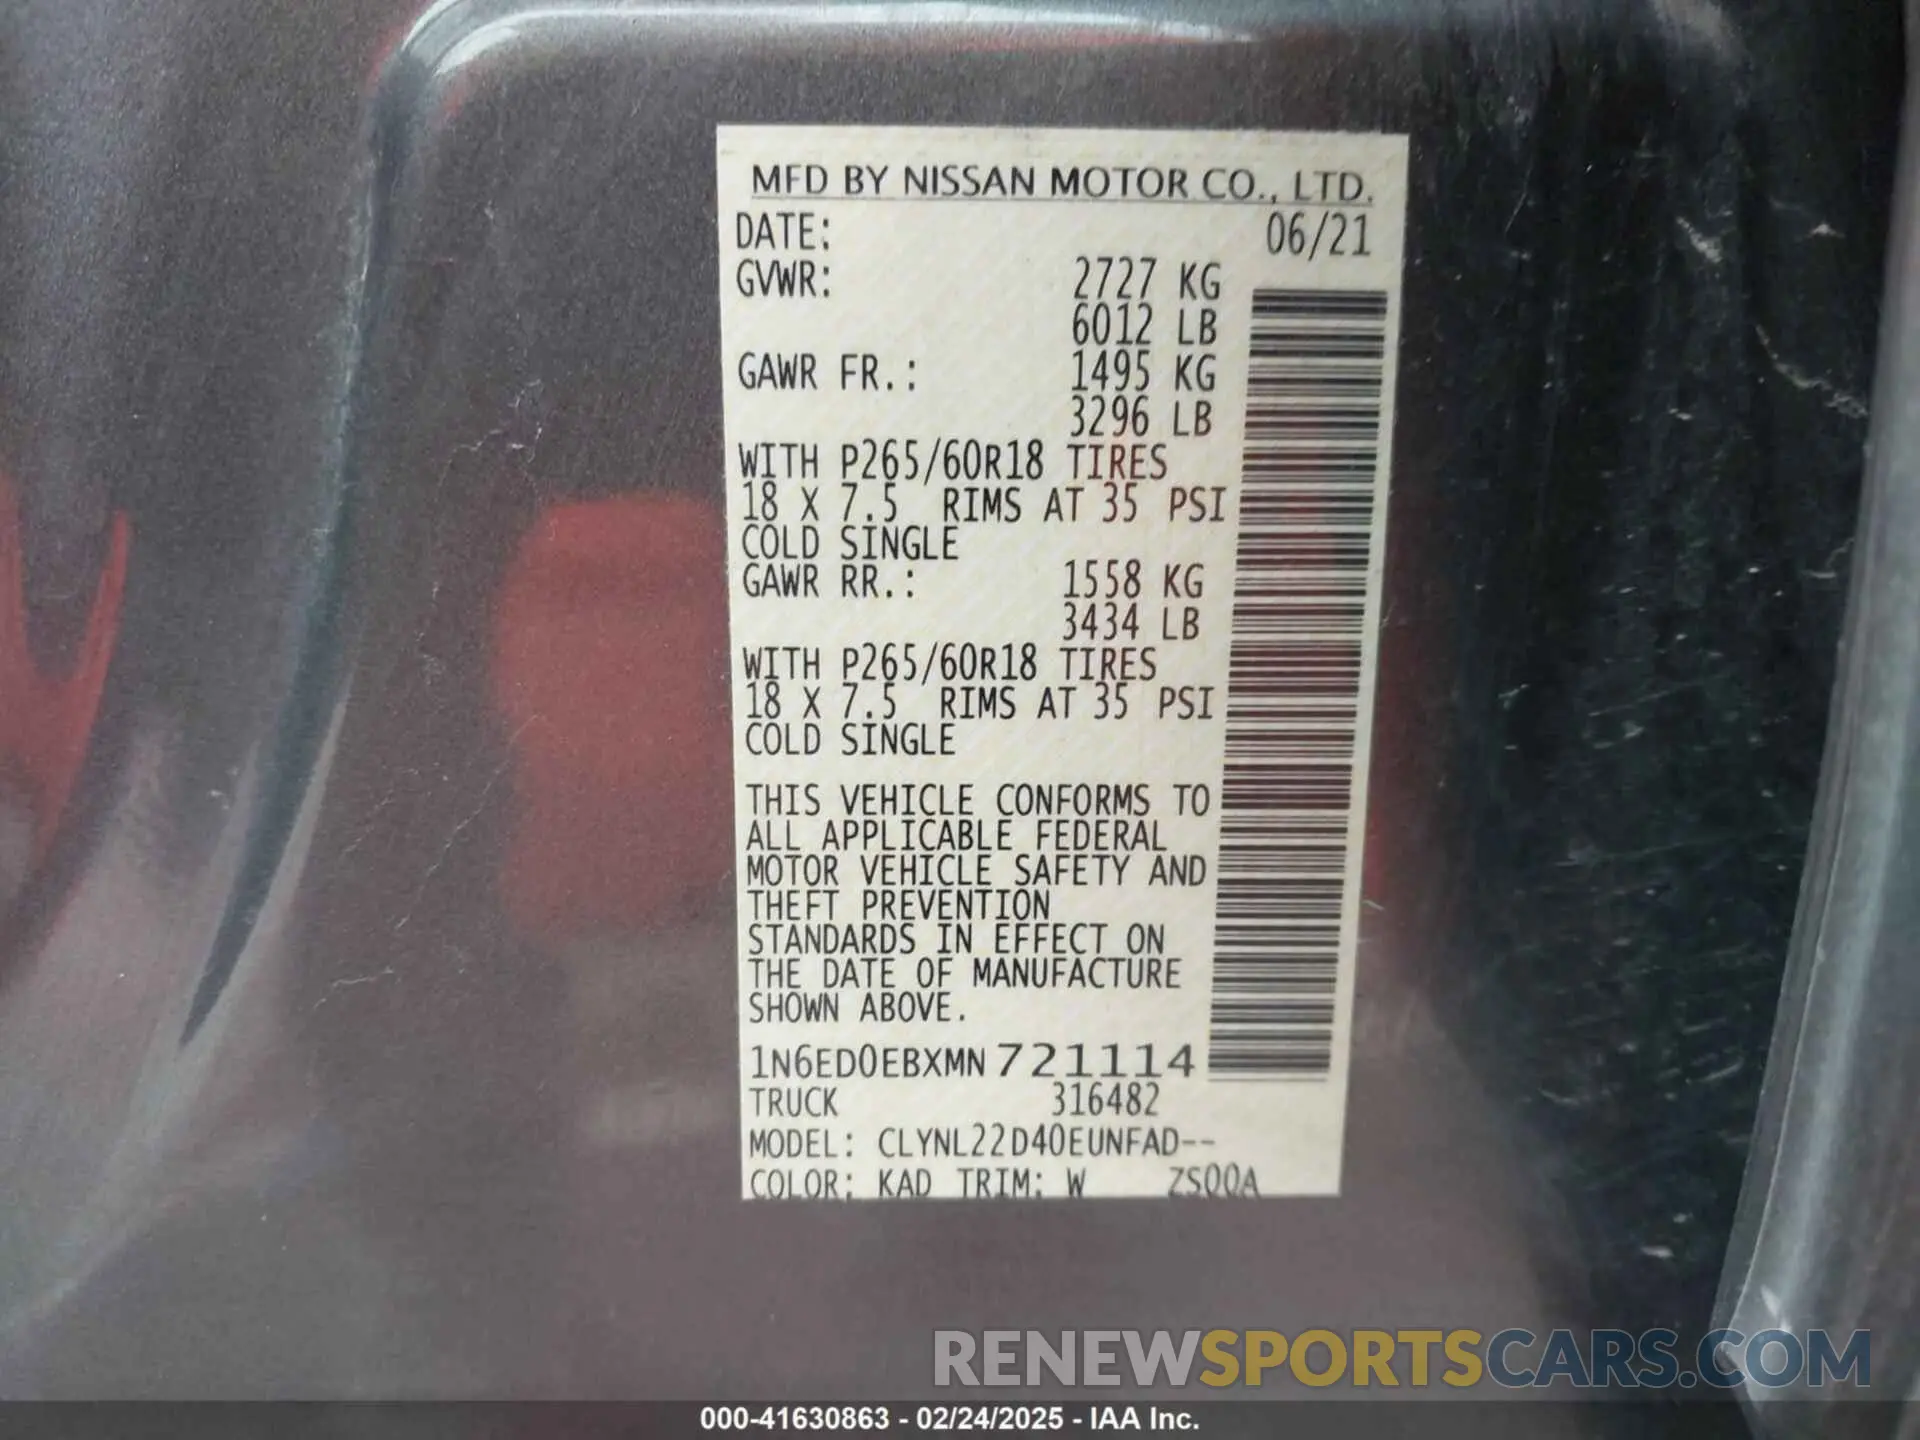 MFD BY NISSAN MOTOR CO., LTD.
DATE: 06/21
GVWR: 2727 KG
6012 LB
GAWR FR.: 1495 KG
3296 LB
WITH P265/60R18 TIRES
18 X 7.5 RIMS AT 35 PSI
COLD SINGLE
GAWR RR.: 1558 KG
3434 LB
WITH P265/60R18 TIRES
18 X 7.5 RIMS AT 35 PSI
COLD SINGLE
THIS VEHICLE CONFORMS TO
ALL APPLICABLE FEDERAL
MOTOR VEHICLE SAFETY AND
THEFT PREVENTION
STANDARDS IN EFFECT ON
THE DATE OF MANUFACTURE
SHOWN ABOVE.
1N6ED0EBXMN721114
TRUCK 316482
MODEL: CLYNL22D40EUNFAD--
COLOR: KAD TRIM: W ZS00A
RENEWSPORTSCARS.COM
000-41630863 - 02/24/2025 - IAA Inc.